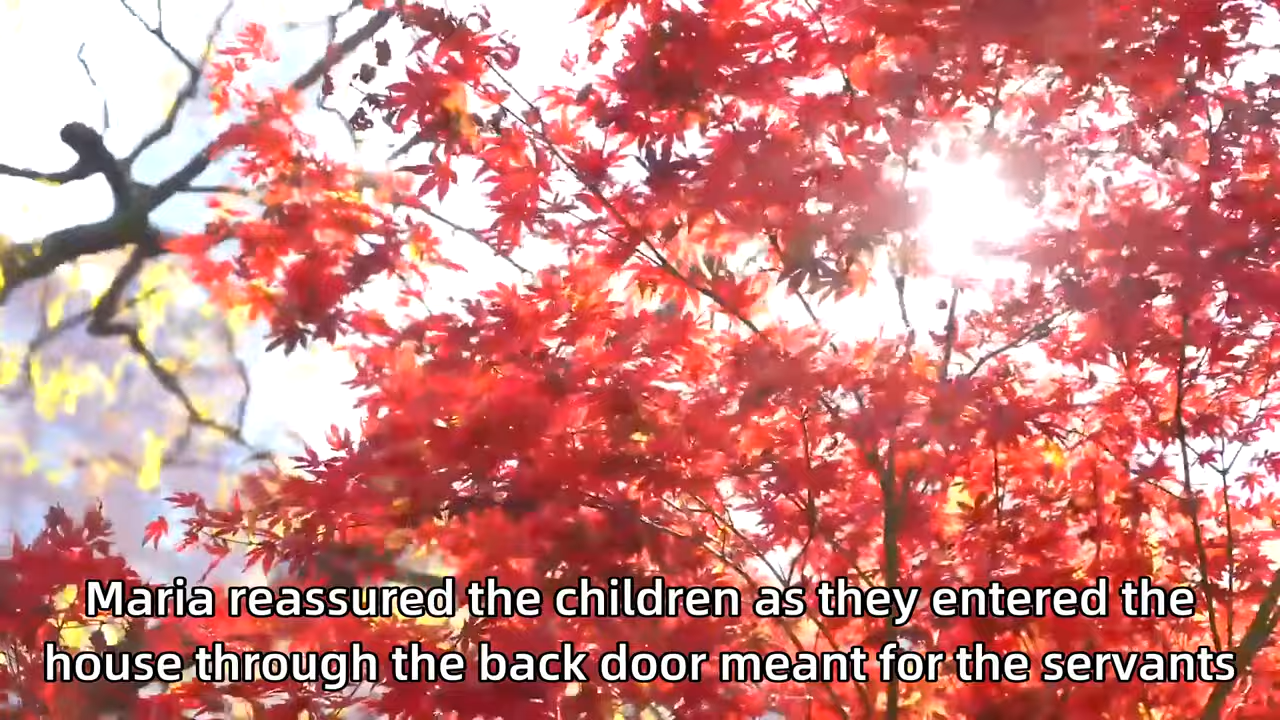 Maria reassured the children as they entered the
house through the back door meant for the servants